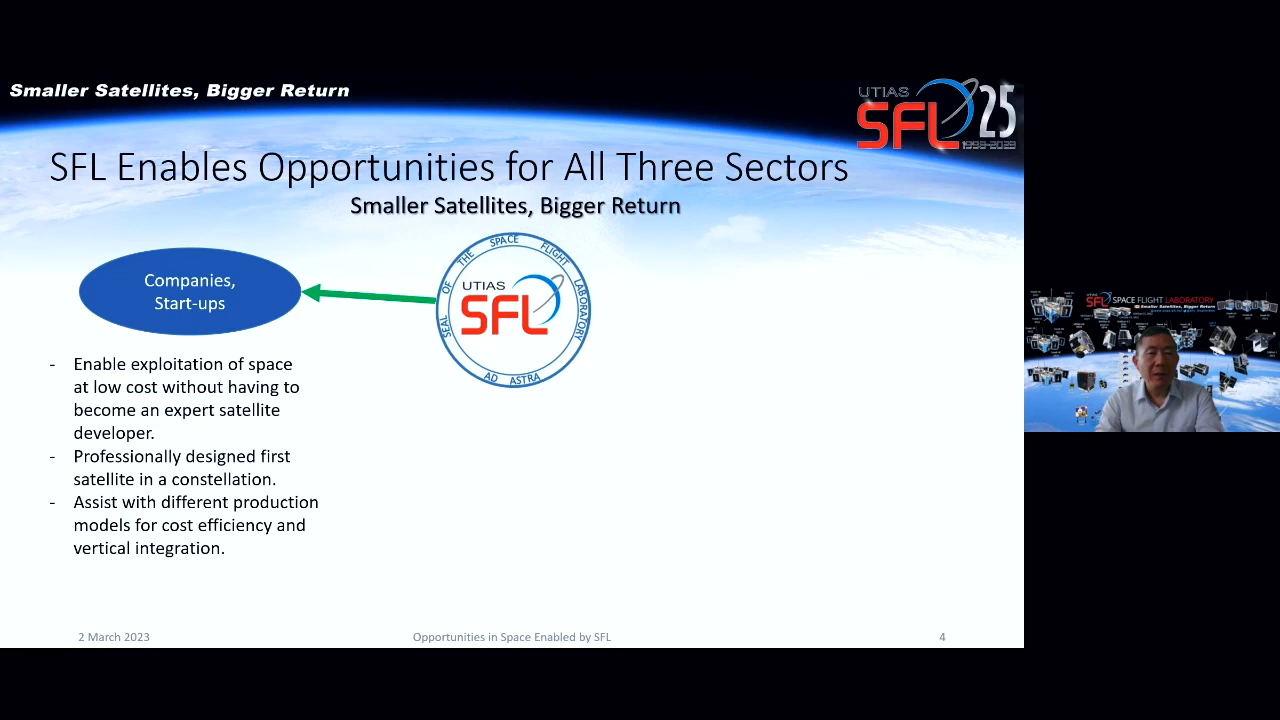 Smaller Satellites, Bigger Return
UTIAS
SFL 25
1998-2023
SFL Enables Opportunities for All Three Sectors
Smaller Satellites, Bigger Return
Companies,
Start-ups
SEAL OF THE SPACE FLIGHT LABORATORY
UTIAS
SFL
AD ASTRA
- Enable exploitation of space
at low cost without having to
become an expert satellite
developer.
- Professionally designed first
satellite in a constellation.
- Assist with different production
models for cost efficiency and
vertical integration.
2 March 2023
Opportunities in Space Enabled by SFL
4
SFL SPACE FLIGHT LABORATORY
Smaller Satellites, Bigger Return